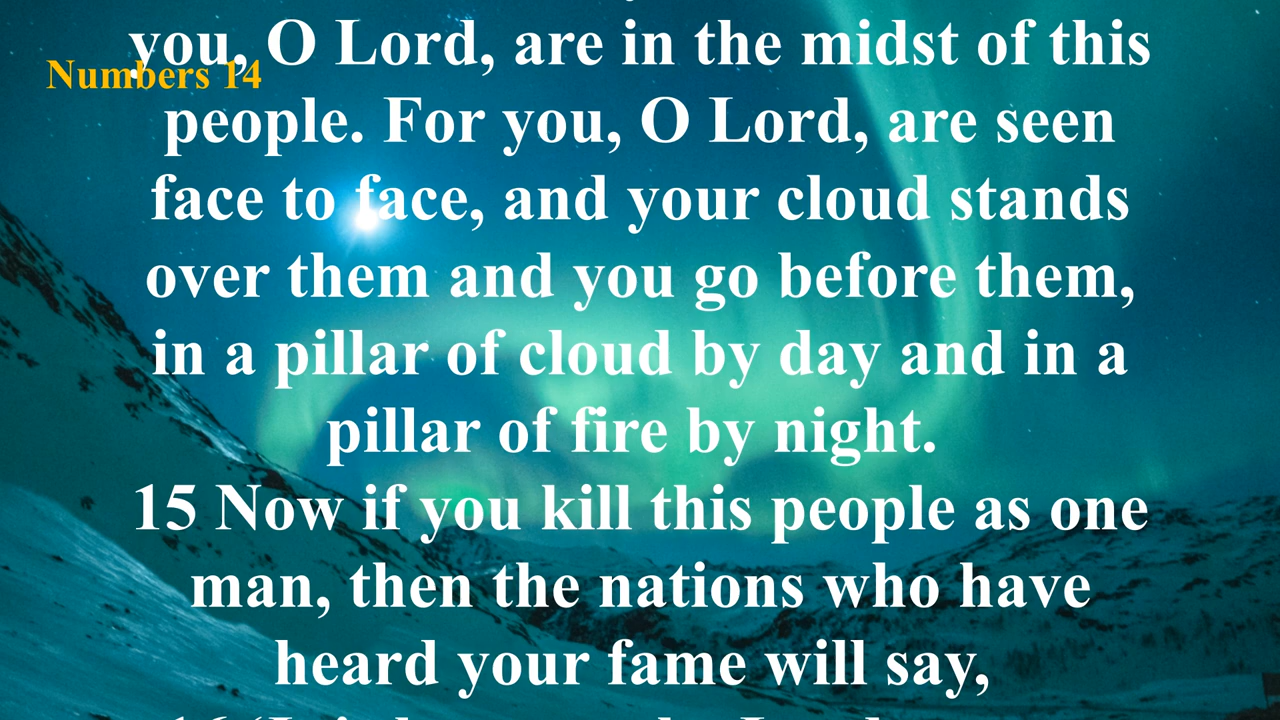 you, O Lord, are in the midst of this
Numbers 14
people. For you, O Lord, are seen
face to face, and your cloud stands
over them and you go before them,
in a pillar of cloud by day and in a
pillar of fire by night.
15 Now if you kill this people as one
man, then the nations who have
heard your fame will say,